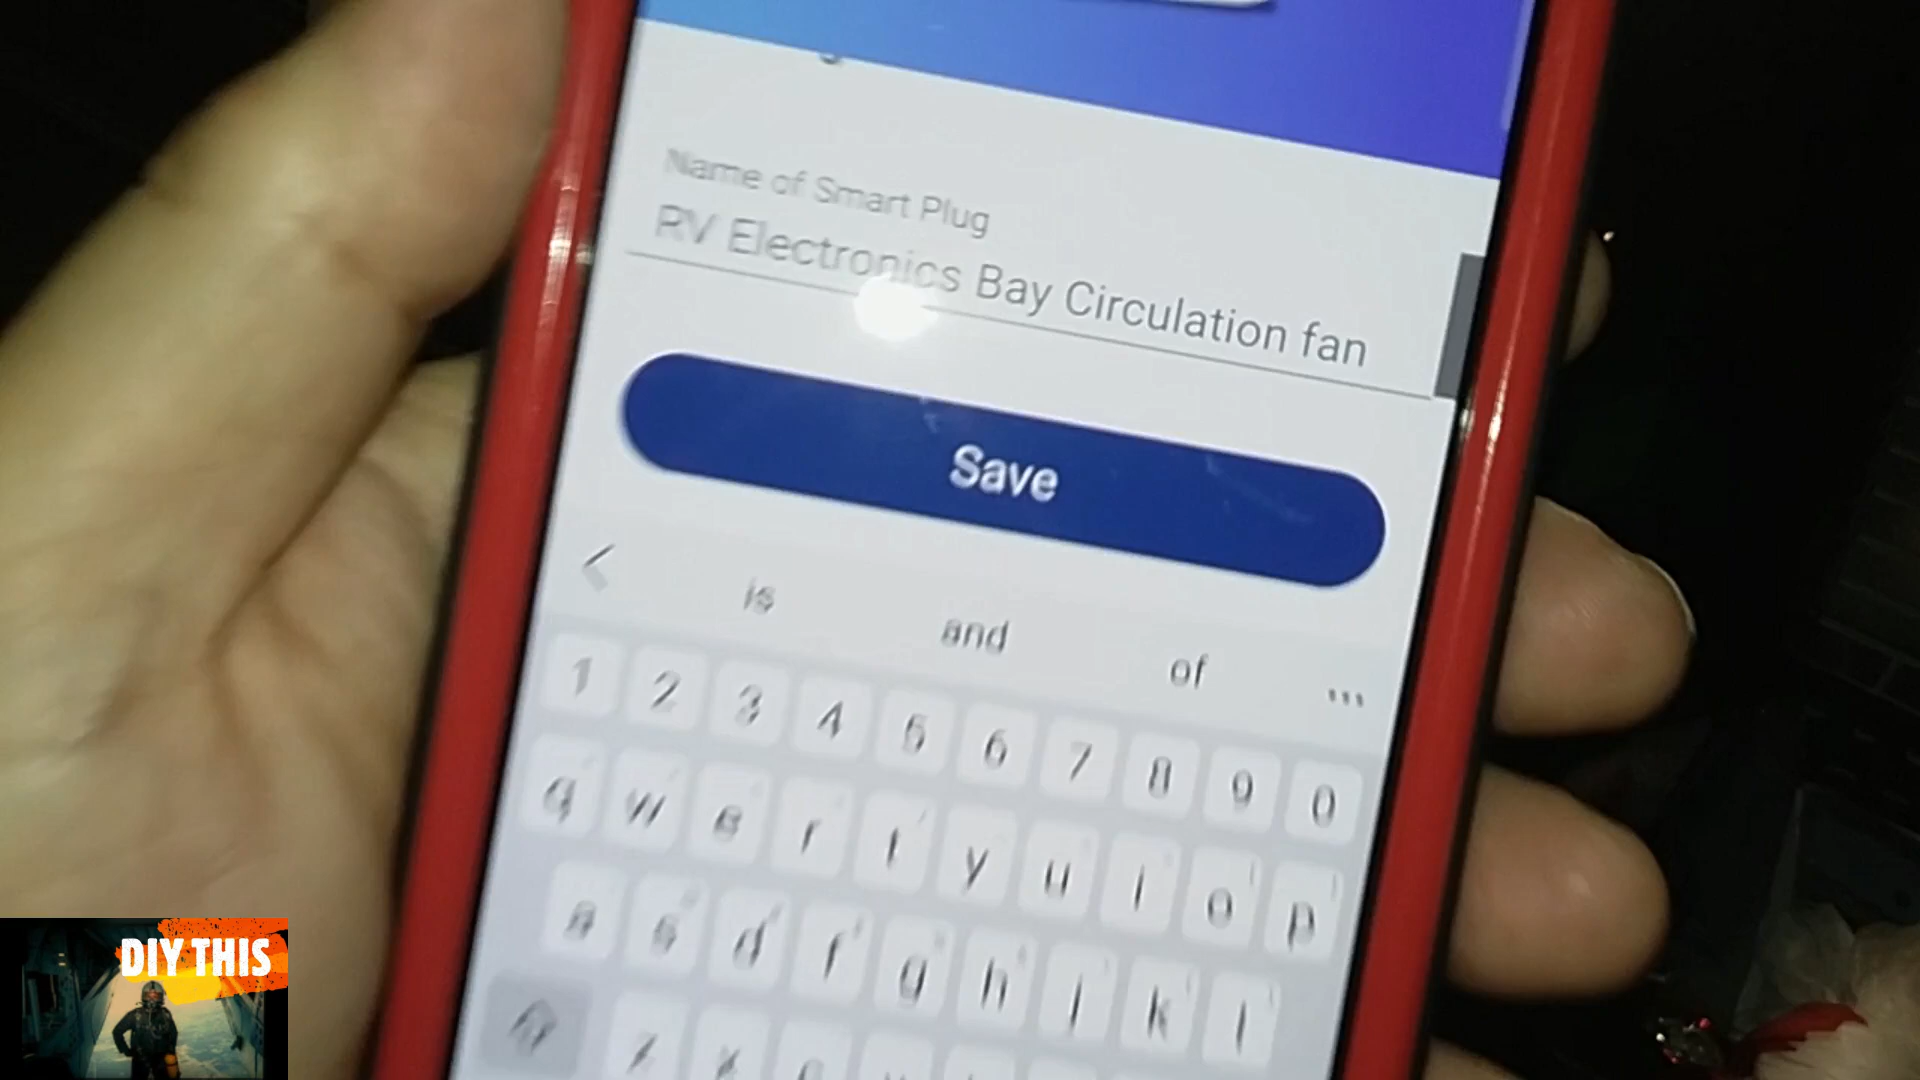 Name of Smart Plug
RV Electronics Bay Circulation fan
Save
is and of ...
1 2 3 4 5 6 7 8 9 0
q w e r t y u i o p
a s d f g h j k l
z x c
DIY THIS